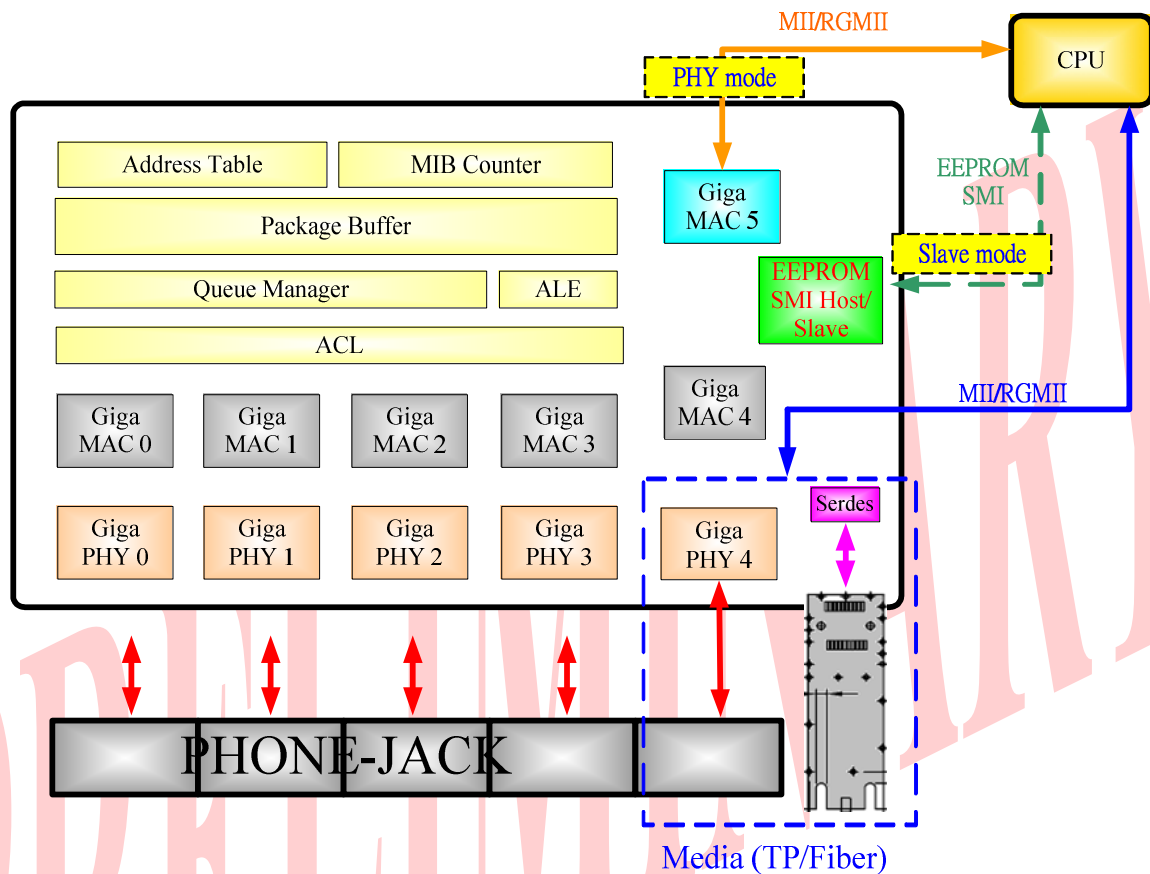 MII/RGMII
CPU
PHY mode
Address Table
MIB Counter
Giga
MAC 5
EEPROM
SMI
Package Buffer
Slave mode
EEPROM
SMI Host/
Slave
Queue Manager
ALE
ACL
MII/RGMII
Giga
MAC 0
Giga
MAC 1
Giga
MAC 2
Giga
MAC 3
Giga
MAC 4
Serdes
Giga
PHY 0
Giga
PHY 1
Giga
PHY 2
Giga
PHY 3
Giga
PHY 4
PHONE-JACK
Media (TP/Fiber)